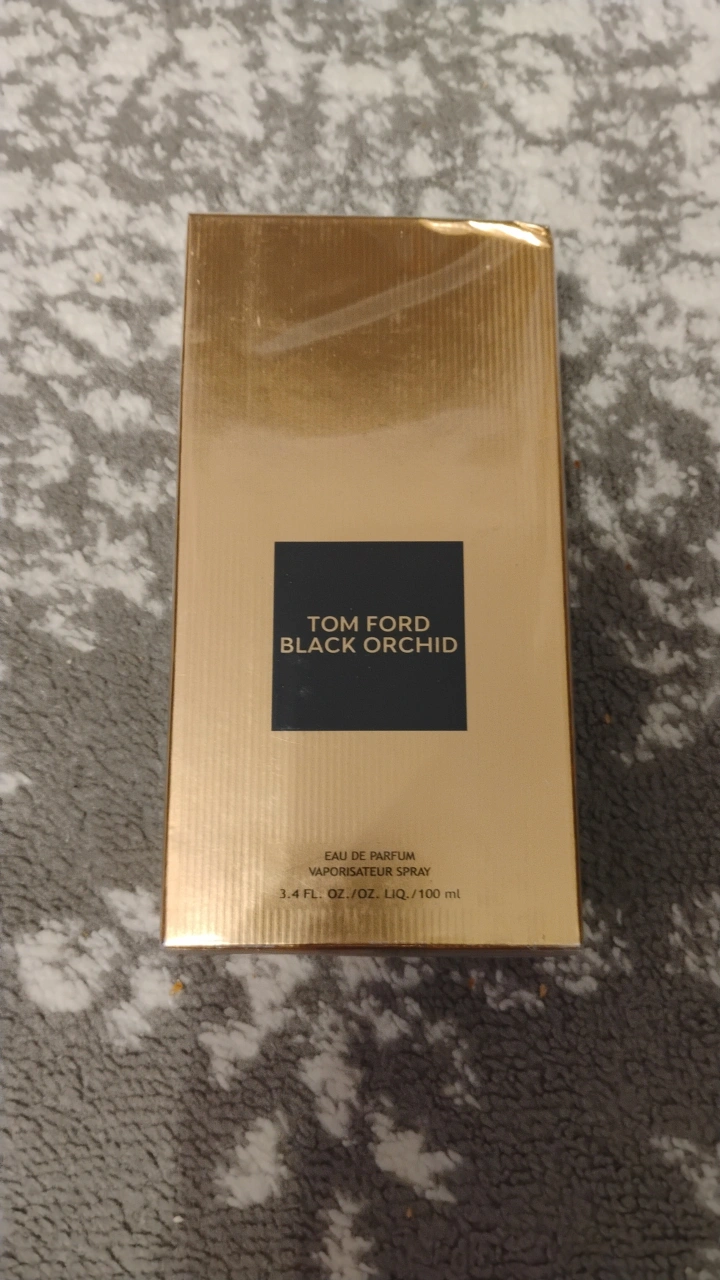 TOM FORD
BLACK ORCHID
EAU DE PARFUM
VAPORISATEUR SPRAY
3.4 FL. OZ./OZ. LIQ./100 ml